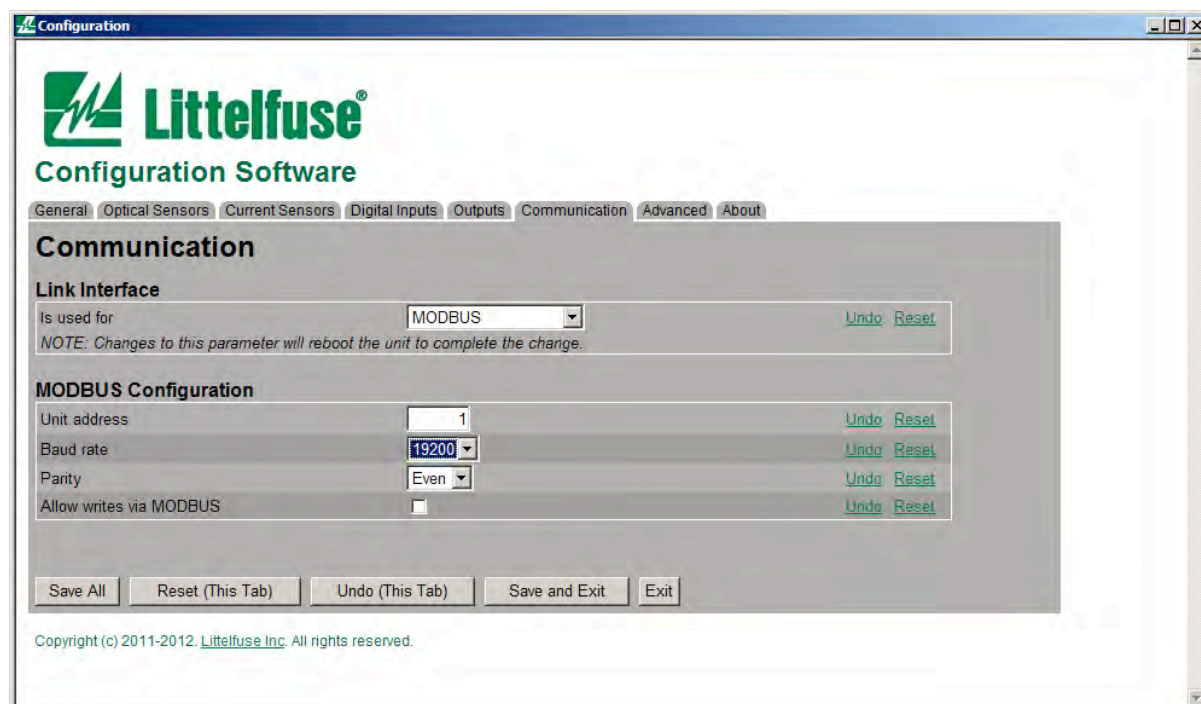 Configuration
Littelfuse®
Configuration Software
General Optical Sensors Current Sensors Digital Inputs Outputs Communication Advanced About
Communication
Link Interface
Is used for MODBUS Undo Reset
NOTE: Changes to this parameter will reboot the unit to complete the change.
MODBUS Configuration
Unit address 1 Undo Reset
Baud rate 19200 Undo Reset
Parity Even Undo Reset
Allow writes via MODBUS Undo Reset
Save All Reset (This Tab) Undo (This Tab) Save and Exit Exit
Copyright (c) 2011-2012. Littelfuse Inc. All rights reserved.